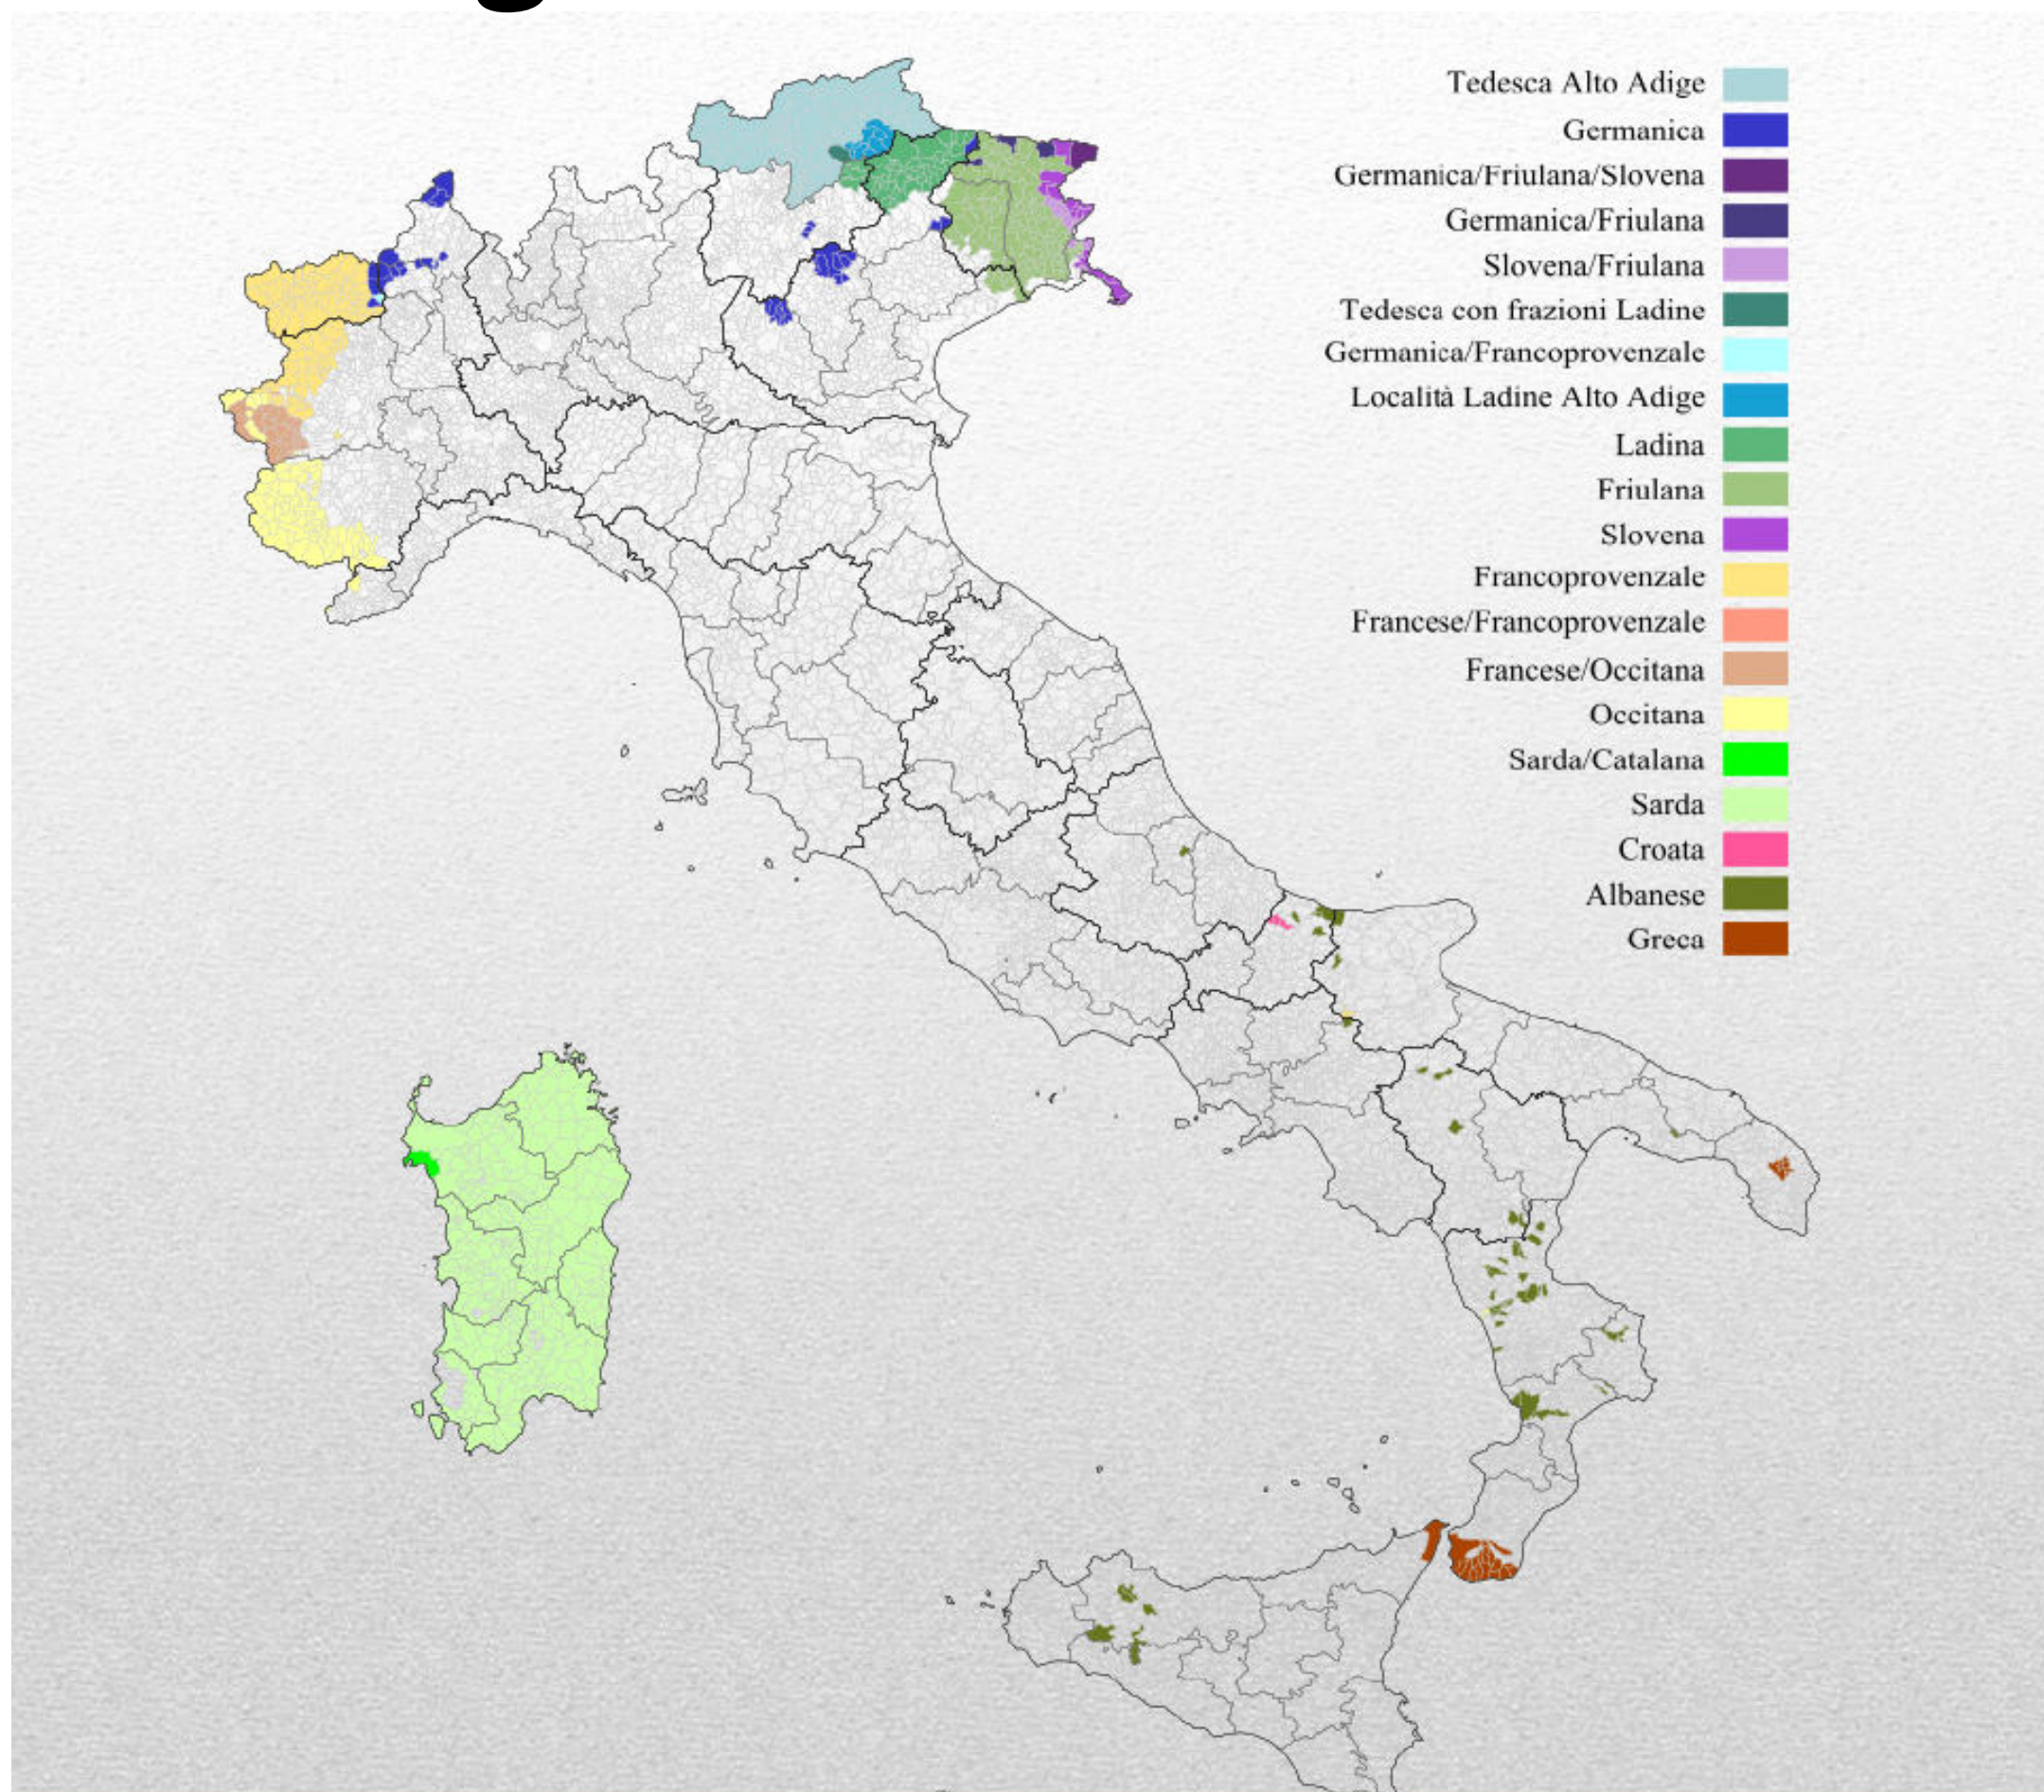 Tedesca Alto Adige
Germanica
Germanica/Friulana/Slovena
Germanica/Friulana
Slovena/Friulana
Tedesca con frazioni Ladine
Germanica/Francoprovenzale
Località Ladine Alto Adige
Ladina
Friulana
Slovena
Francoprovenzale
Francese/Francoprovenzale
Francese/Occitana
Occitana
Sarda/Catalana
Sarda
Croata
Albanese
Greca